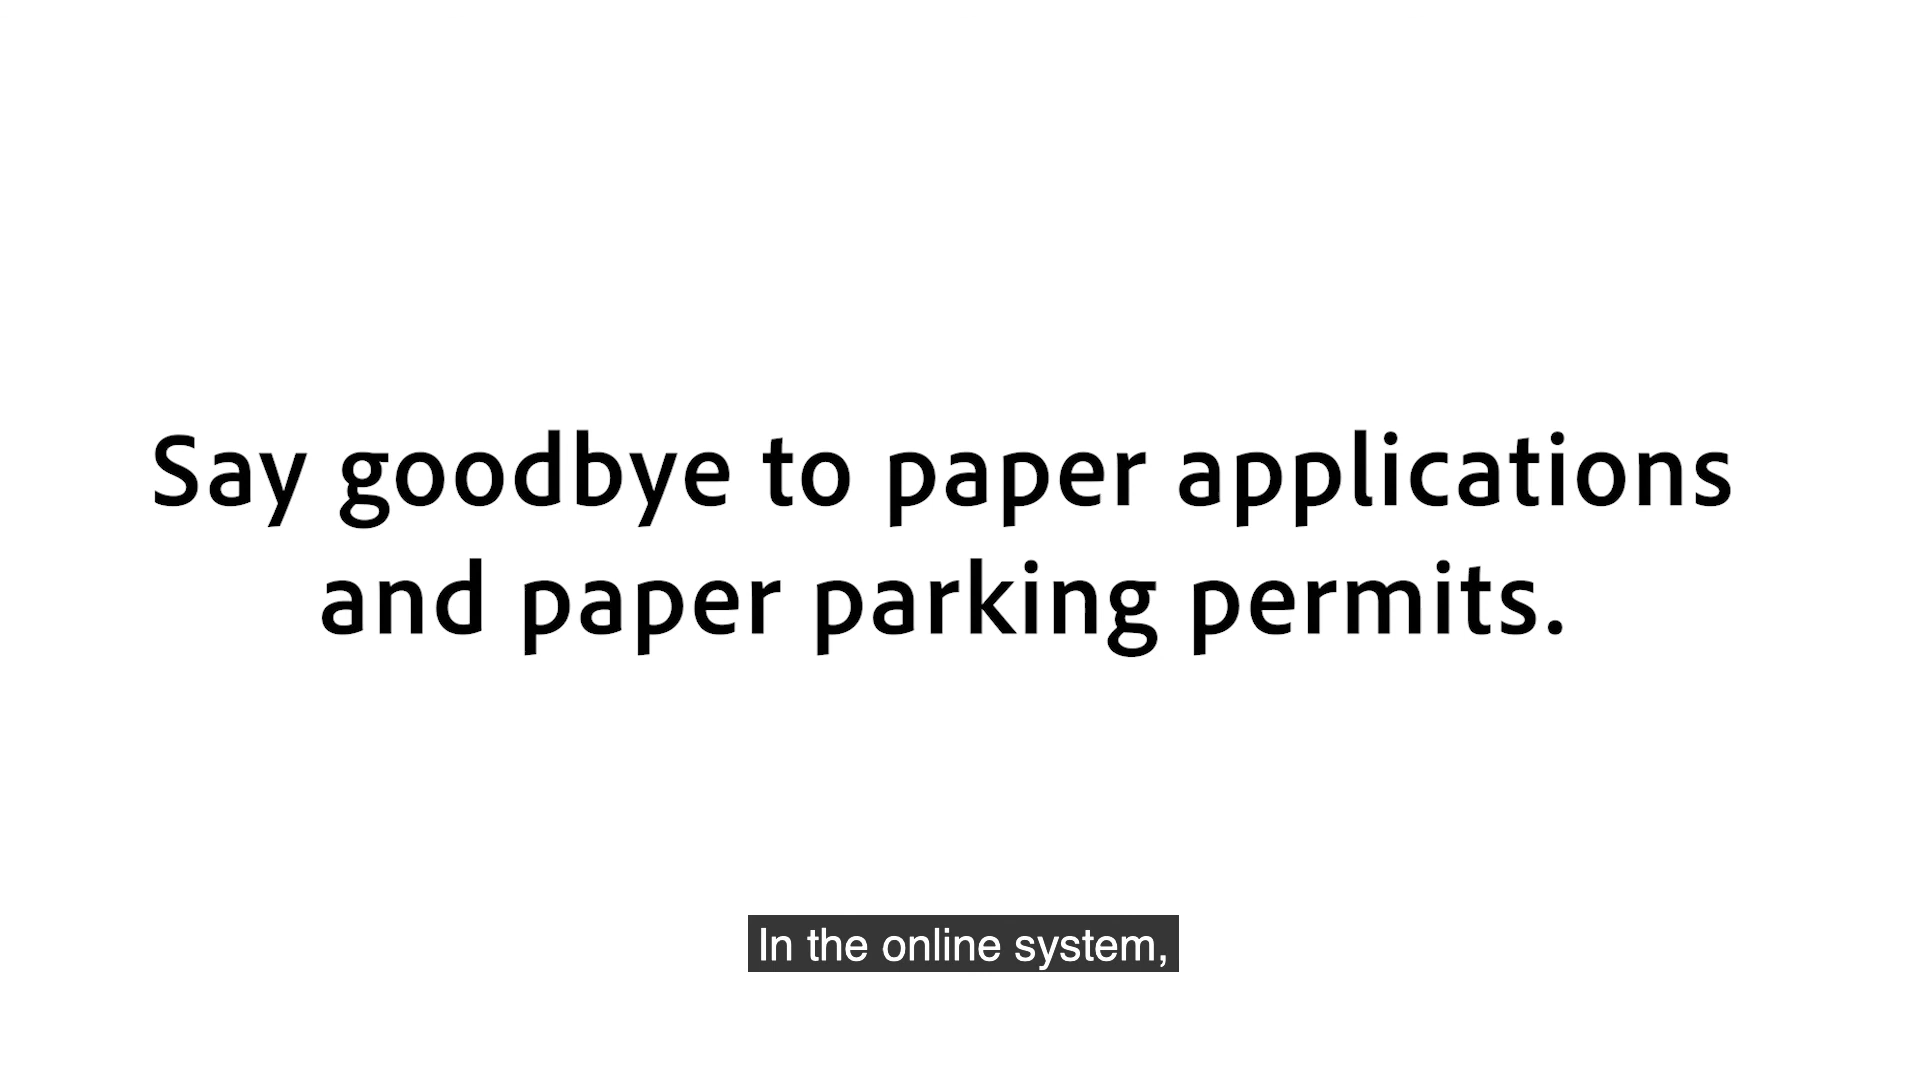 Say goodbye to paper applications
and paper parking permits.
In the online system,